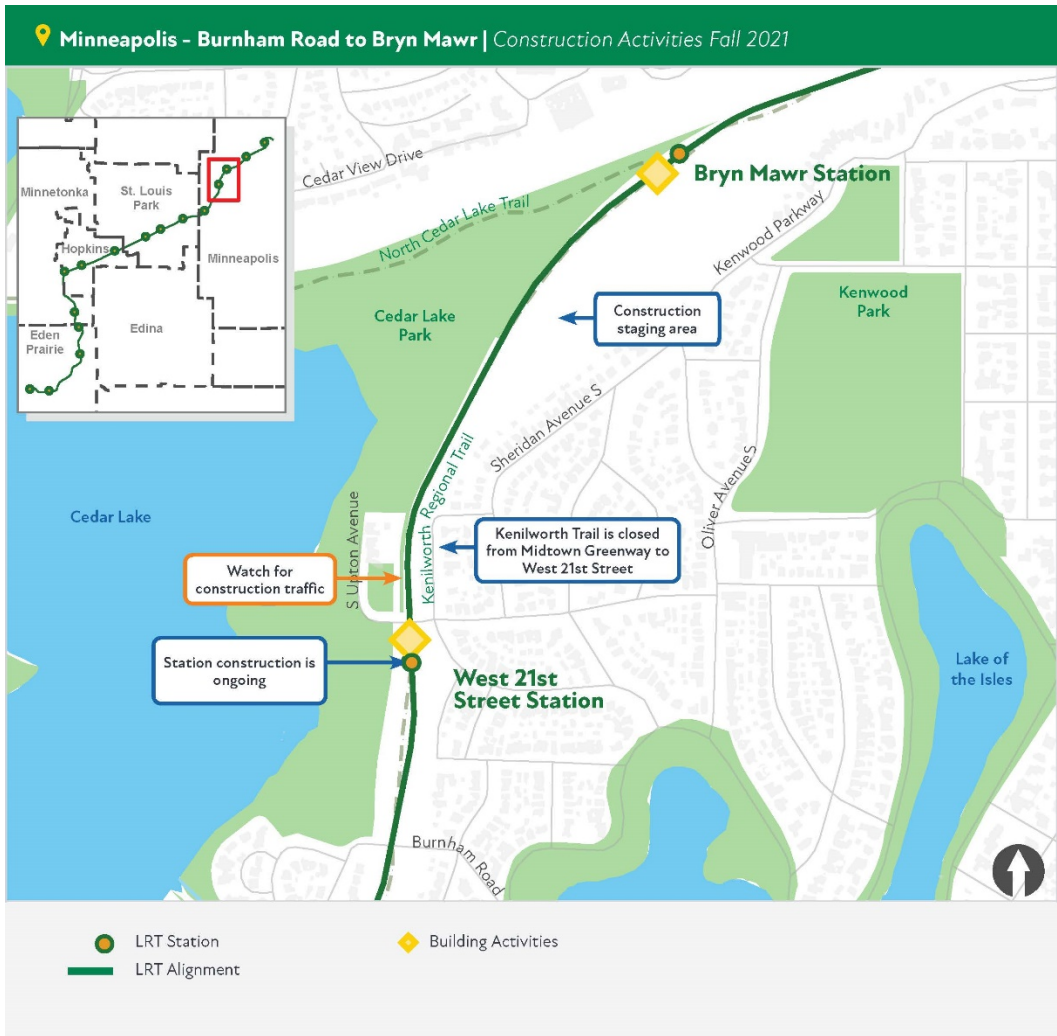 Minneapolis - Burnham Road to Bryn Mawr | Construction Activities Fall 2021
Minnetonka
St. Louis
Park
Hopkins
Minneapolis
Edina
Eden
Prairie
Cedar View Drive
North Cedar Lake Trail
Bryn Mawr Station
Kenwood Parkway
Cedar Lake
Park
Construction
staging area
Kenwood
Park
Sheridan Avenue S
Oliver Avenue S
Kenilworth Regional Trail
Cedar Lake
S Upton Avenue
Kenilworth Trail is closed
from Midtown Greenway to
West 21st Street
Watch for
construction traffic
Station construction is
ongoing
West 21st
Street Station
Lake of
the Isles
Burnham Road
LRT Station
Building Activities
LRT Alignment